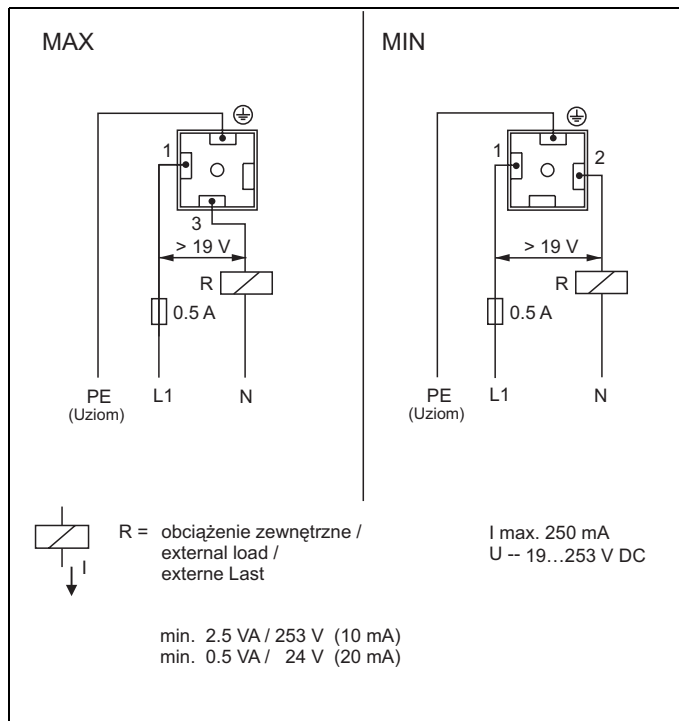 MAX
1
3
> 19 V
R
0.5 A
PE
(Uziom)
L1
N
MIN
1
2
> 19 V
R
0.5 A
PE
(Uziom)
L1
N
I
R = obciążenie zewnętrzne /
external load /
externe Last
min. 2.5 VA / 253 V (10 mA)
min. 0.5 VA / 24 V (20 mA)
I max. 250 mA
U -- 19...253 V DC